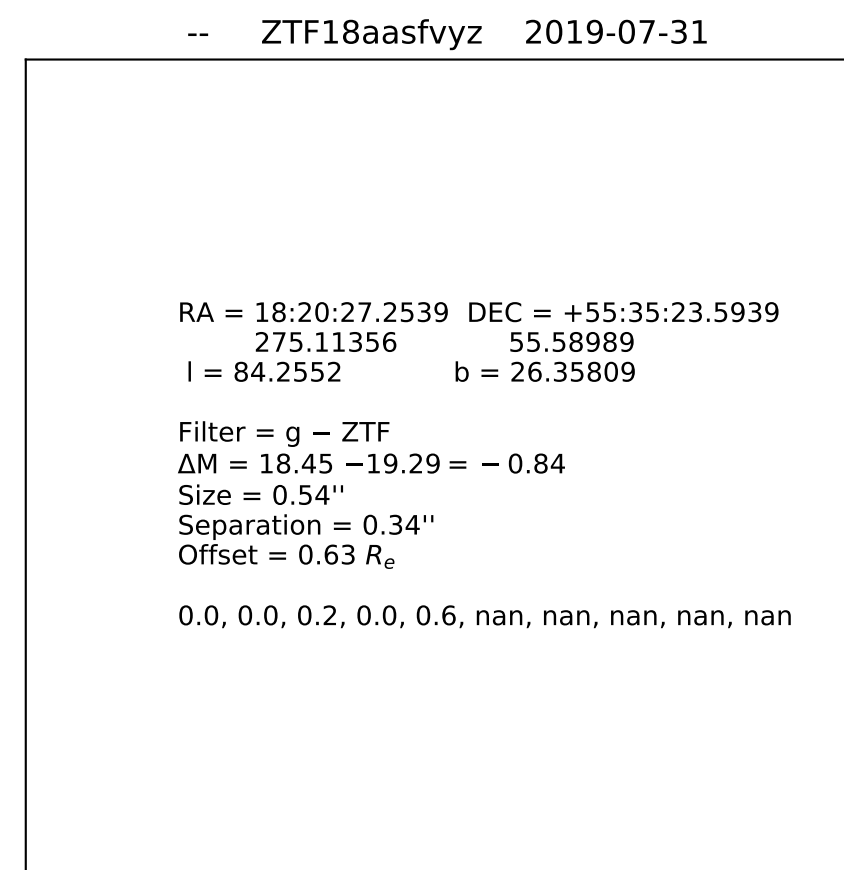 -- ZTF18aasfvyz 2019-07-31
RA = 18:20:27.2539 DEC = +55:35:23.5939
275.11356 55.58989
l = 84.2552 b = 26.35809
Filter = g − ZTF
ΔM = 18.45 −19.29 = − 0.84
Size = 0.54''
Separation = 0.34''
Offset = 0.63 Rₑ
0.0, 0.0, 0.2, 0.0, 0.6, nan, nan, nan, nan, nan